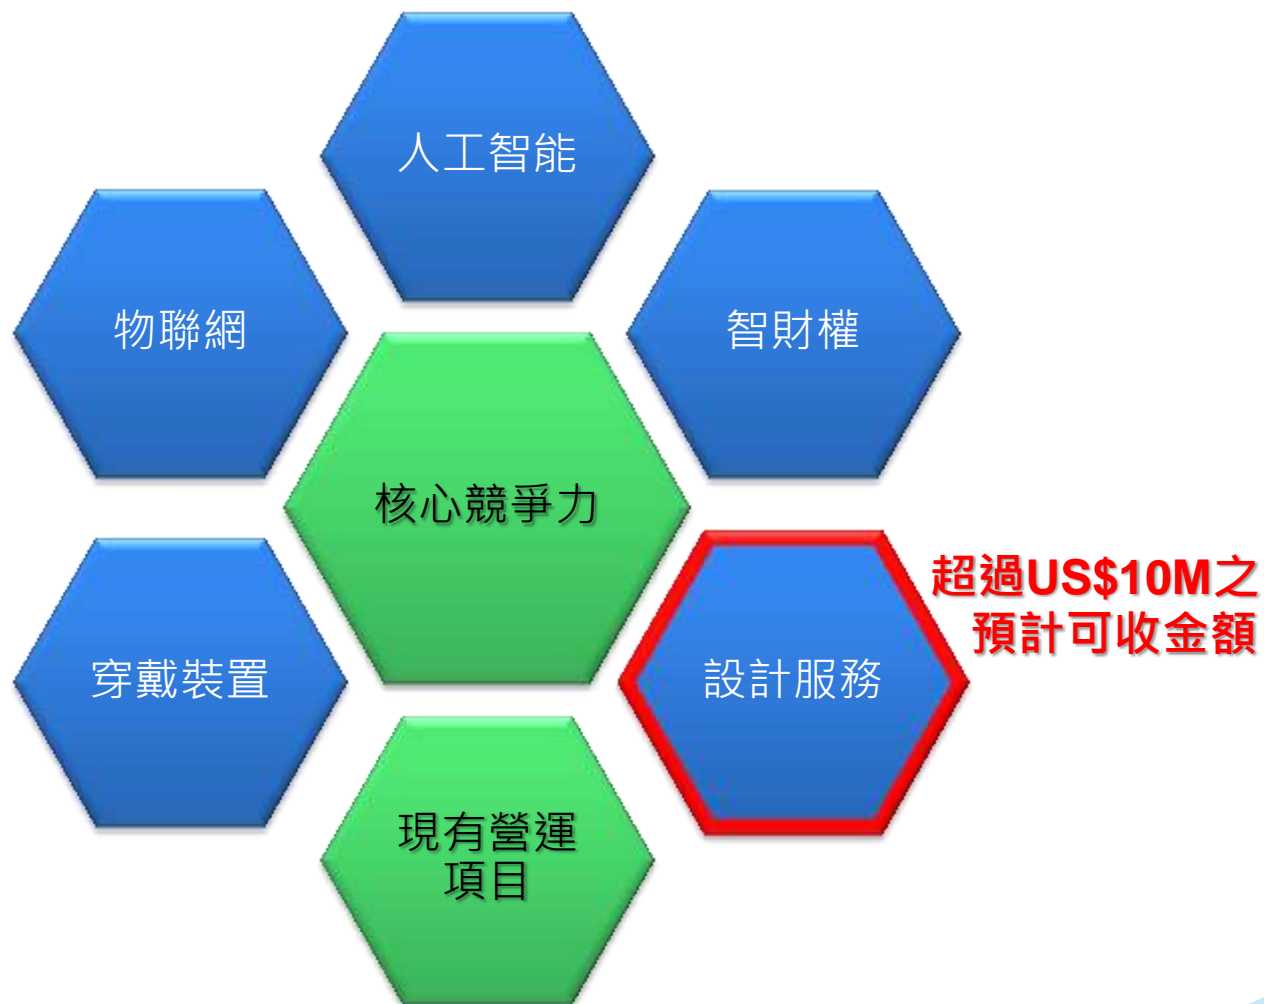 人工智能
物聯網
智財權
核心競爭力
超過US$10M之
預計可收金額
穿戴裝置
設計服務
現有營運
項目